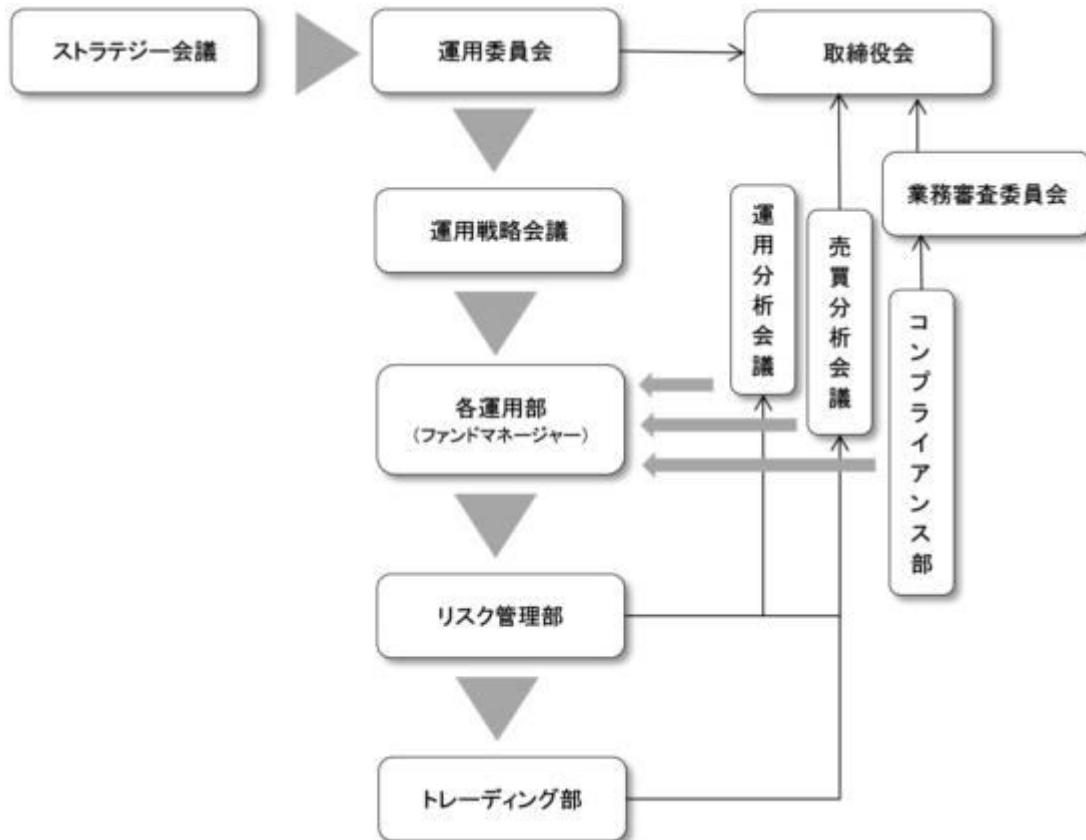 ストラテジー会議
運用委員会
取締役会
業務審査委員会
運用戦略会議
運用分析会議
売買分析会議
コンプライアンス部
各運用部
（ファンドマネージャー）
リスク管理部
トレーディング部